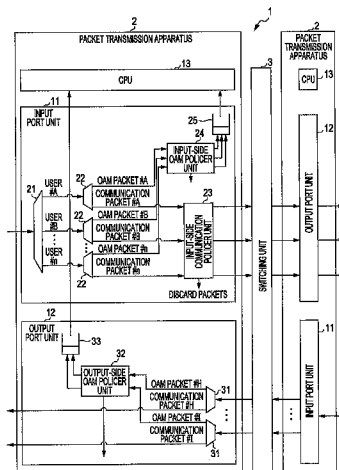 1
2
PACKET TRANSMISSION APPARATUS
13
CPU
11
INPUT
PORT UNIT
25
24
INPUT-SIDE
OAM POLICER
UNIT
21
22
USER #A
OAM PACKET #A
COMMUNICATION
PACKET #A
22
USER #B
OAM PACKET #B
COMMUNICATION
PACKET #B
23
INPUT-SIDE
COMMUNICATION
POLICER UNIT
USER #n
OAM PACKET #n
COMMUNICATION
PACKET #n
22
DISCARD PACKETS
12
OUTPUT
PORT UNIT
33
32
OUTPUT-SIDE
OAM POLICER
UNIT
OAM PACKET #H
COMMUNICATION
PACKET #H
31
OAM PACKET #I
COMMUNICATION
PACKET #I
31
3
SWITCHING UNIT
2
PACKET
TRANSMISSION
APPARATUS
CPU
13
12
OUTPUT PORT UNIT
11
INPUT PORT UNIT